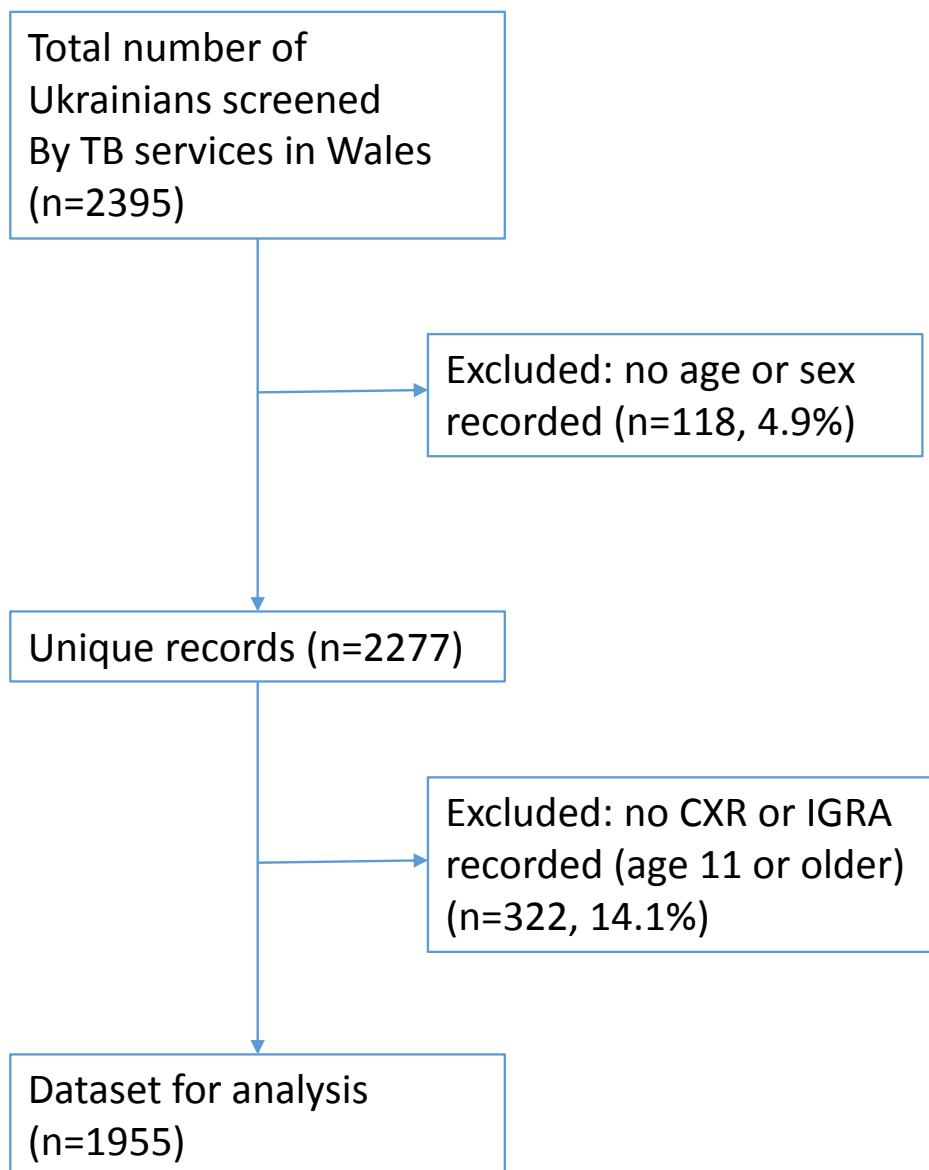 Total number of
Ukrainians screened
By TB services in Wales
(n=2395)
Excluded: no age or sex
recorded (n=118, 4.9%)
Unique records (n=2277)
Excluded: no CXR or IGRA
recorded (age 11 or older)
(n=322, 14.1%)
Dataset for analysis
(n=1955)